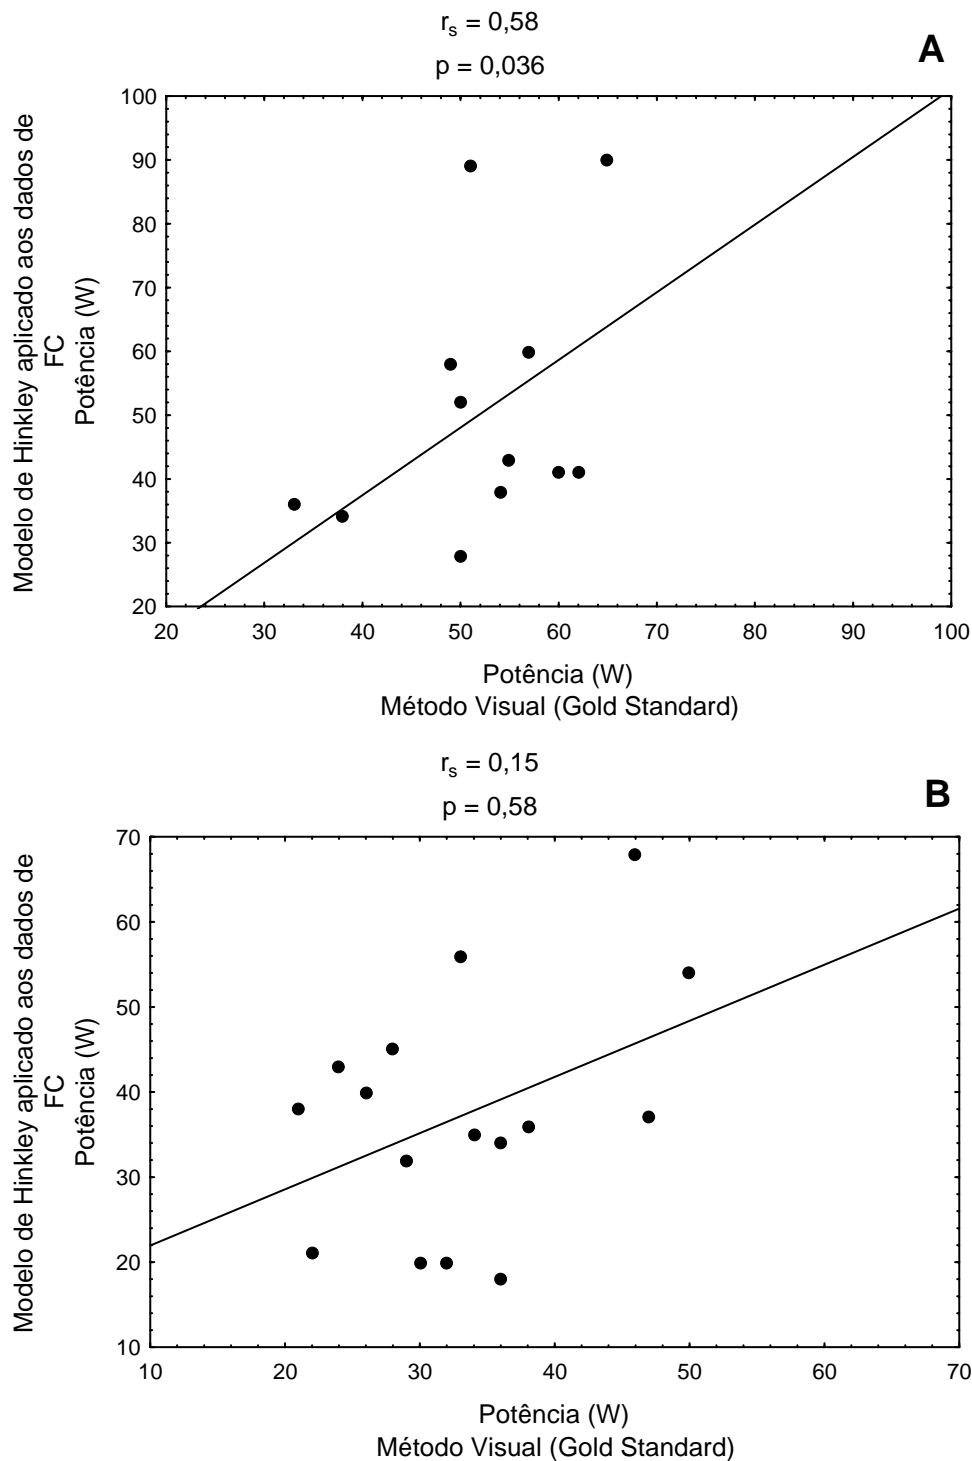 r_s = 0,58
p = 0,036
A
Modelo de Hinkley aplicado aos dados de
FC
Potência (W)
100
90
80
70
60
50
40
30
20
20 30 40 50 60 70 80 90 100
Potência (W)
Método Visual (Gold Standard)
r_s = 0,15
p = 0,58
B
Modelo de Hinkley aplicado aos dados de
FC
Potência (W)
70
60
50
40
30
20
10
10 20 30 40 50 60 70
Potência (W)
Método Visual (Gold Standard)